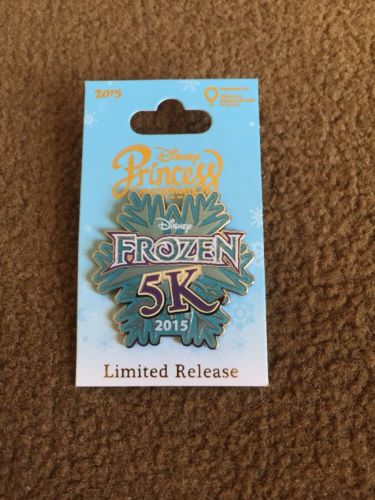 2015
Disney
Princess
Disney
FROZEN
5K
2015
Limited Release